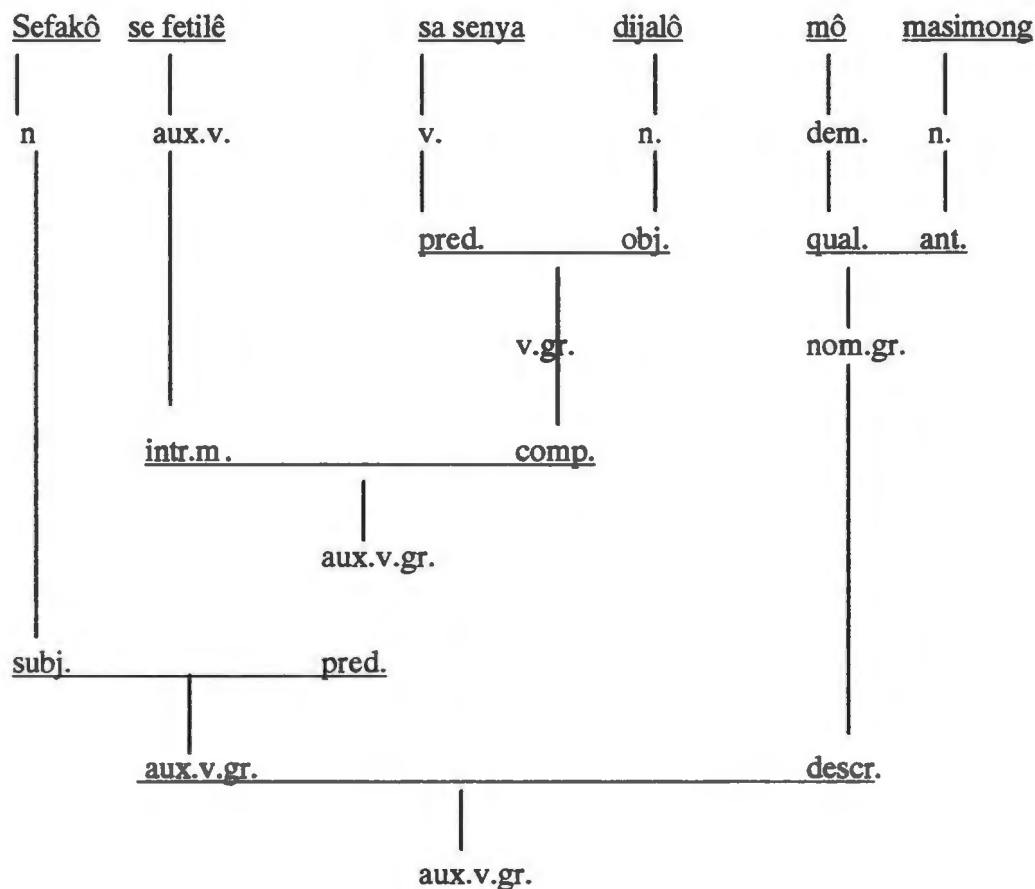 Sefakô se fetilê sa senya dijalô mô masimong
n aux.v. v. n. dem. n.
pred. obj. qual. ant.
v.gr. nom.gr.
intr.m. comp.
aux.v.gr.
subj. pred.
aux.v.gr. descr.
aux.v.gr.